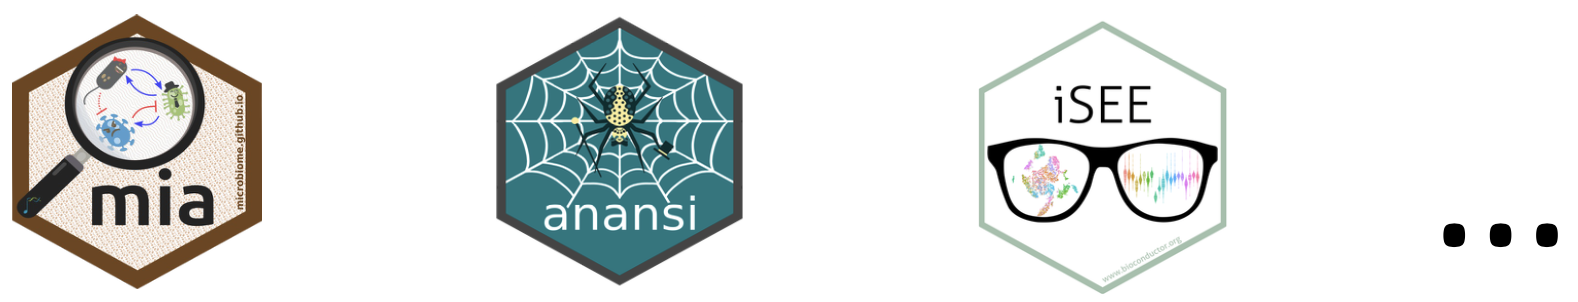 microbiome.github.io
mia
anansi
iSEE
www.bioconductor.org
...